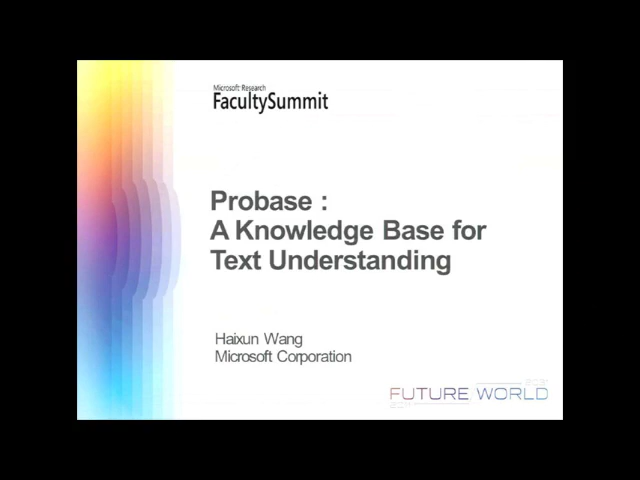 Microsoft Research
FacultySummit
Probase :
A Knowledge Base for
Text Understanding
Haixun Wang
Microsoft Corporation
FUTURE WORLD